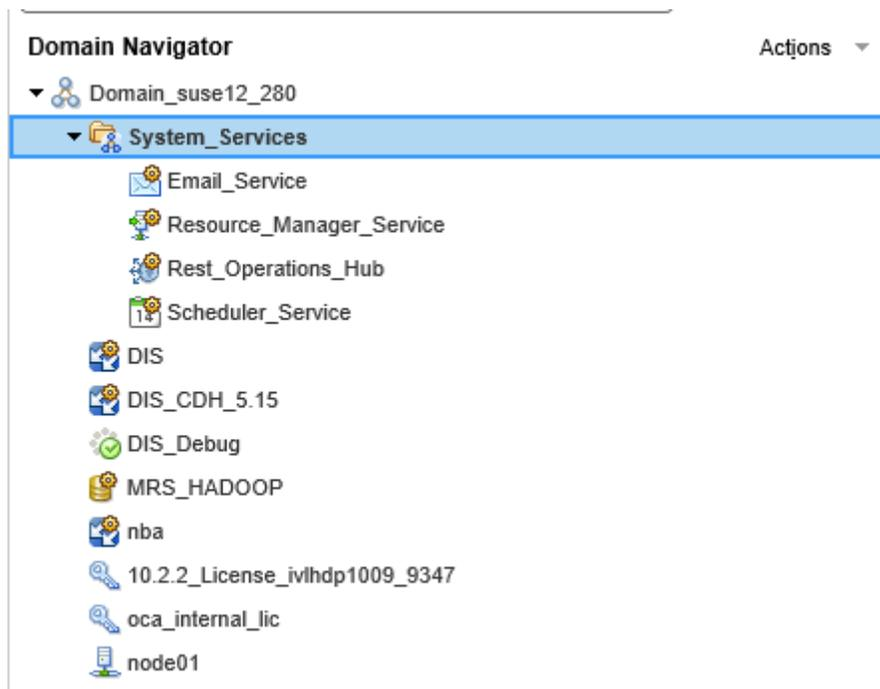 Domain Navigator Actions
Domain_suse12_280
System_Services
Email_Service
Resource_Manager_Service
Rest_Operations_Hub
14 Scheduler_Service
DIS
DIS_CDH_5.15
DIS_Debug
MRS_HADOOP
nba
10.2.2_License_ivlhdp1009_9347
oca_internal_lic
node01